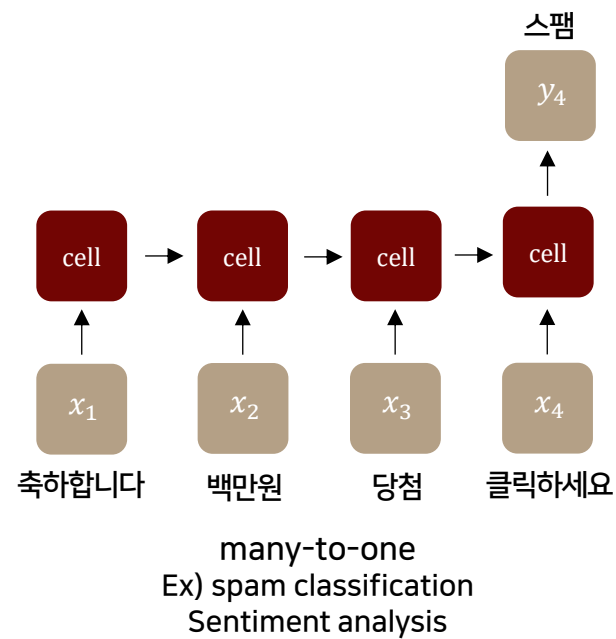 스팸
y₄
cell cell cell cell
x₁ x₂ x₃ x₄
축하합니다 백만원 당첨 클릭하세요
many-to-one
Ex) spam classification
Sentiment analysis